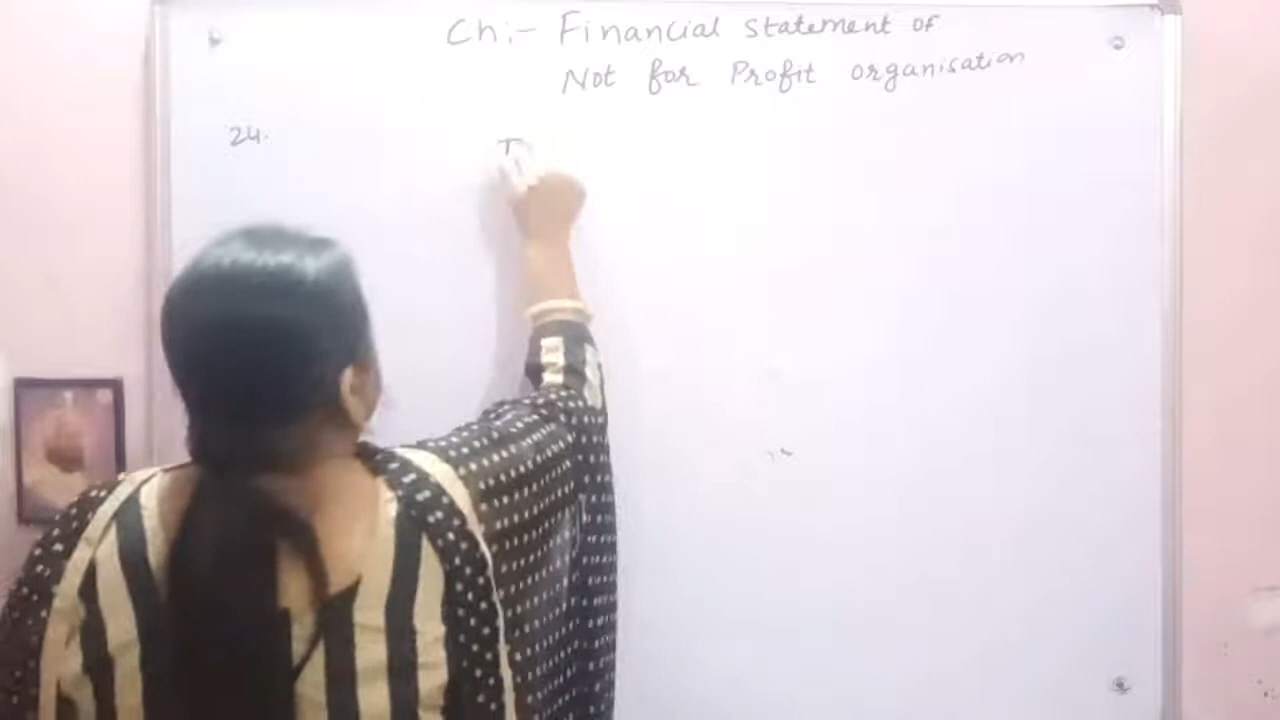 Ch:- Financial Statement of
Not for Profit organisation
24.